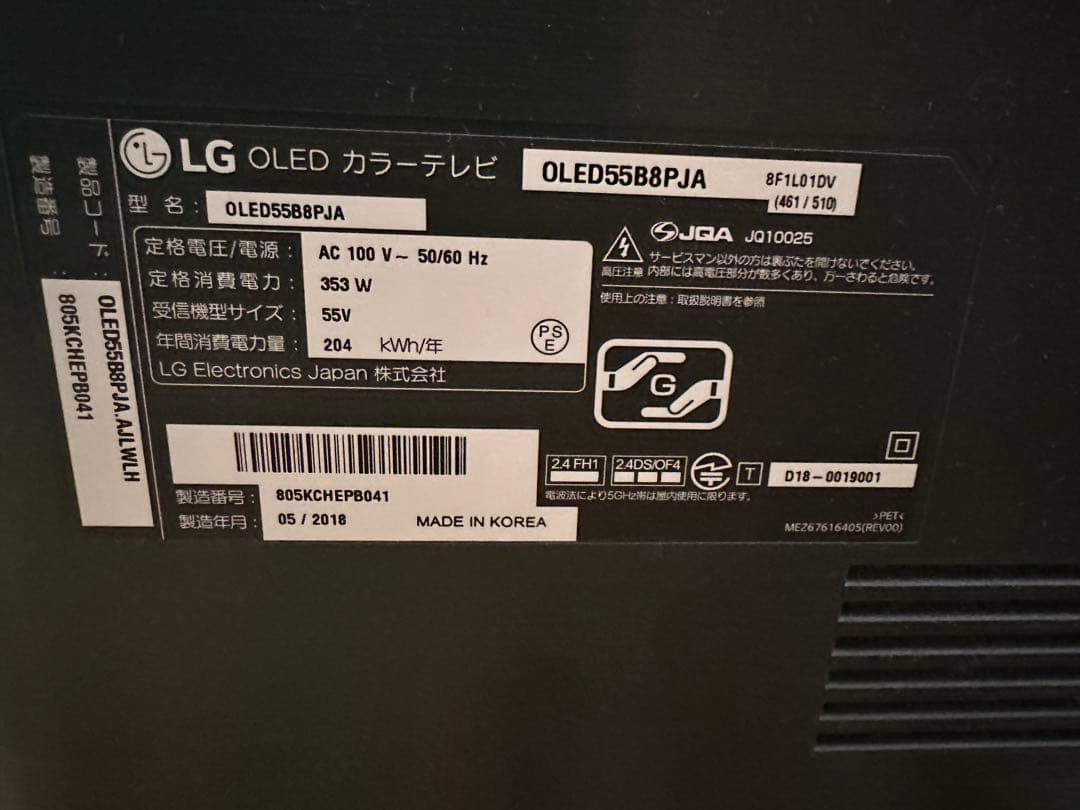 LG OLED カラーテレビ
OLED55B8PJA
8F1L01DV
(461 / 510)
型 名 : OLED55B8PJA
定格電圧/電源 : AC 100 V~ 50/60 Hz
定格消費電力 : 353 W
受信機型サイズ : 55V
年間消費電力量 : 204 kWh/年
PS
E
LG Electronics Japan 株式会社
JQA JQ10025
高圧注意
サービスマン以外の方は裏ぶたを開けないでください。
内部には高電圧部分が数多くあり、万一さわると危険です。
使用上の注意 : 取扱説明書を参照
G
製造番号 : 805KCHEPB041
製造年月 : 05 / 2018 MADE IN KOREA
2.4 FH1
2.4DS/OF4
T
D18-0019001
電波法により5GHz帯は屋内使用に限ります。
>PET<
MEZ67616405(REV00)
製品コード :
OLED55B8PJA.AJLWLH
製造番号 :
805KCHEPB041